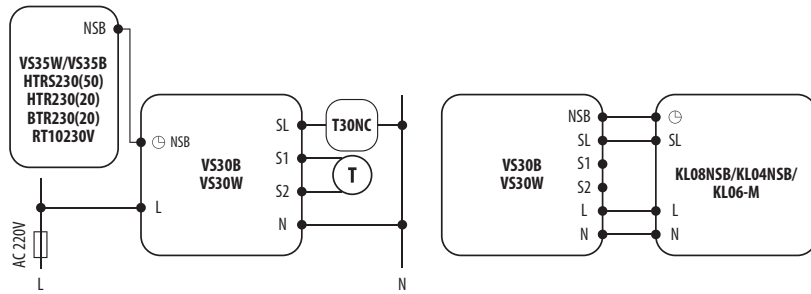 NSB
VS35W/VS35B
HTRS230(50)
HTR230(20)
BTR230(20)
RT10230V
NSB
L
VS30B
VS30W
SL
S1
S2
N
T30NC
T
AC 220V
L
N
VS30B
VS30W
NSB
SL
S1
S2
L
N
SL
KL08NSB/KL04NSB/
KL06-M
L
N